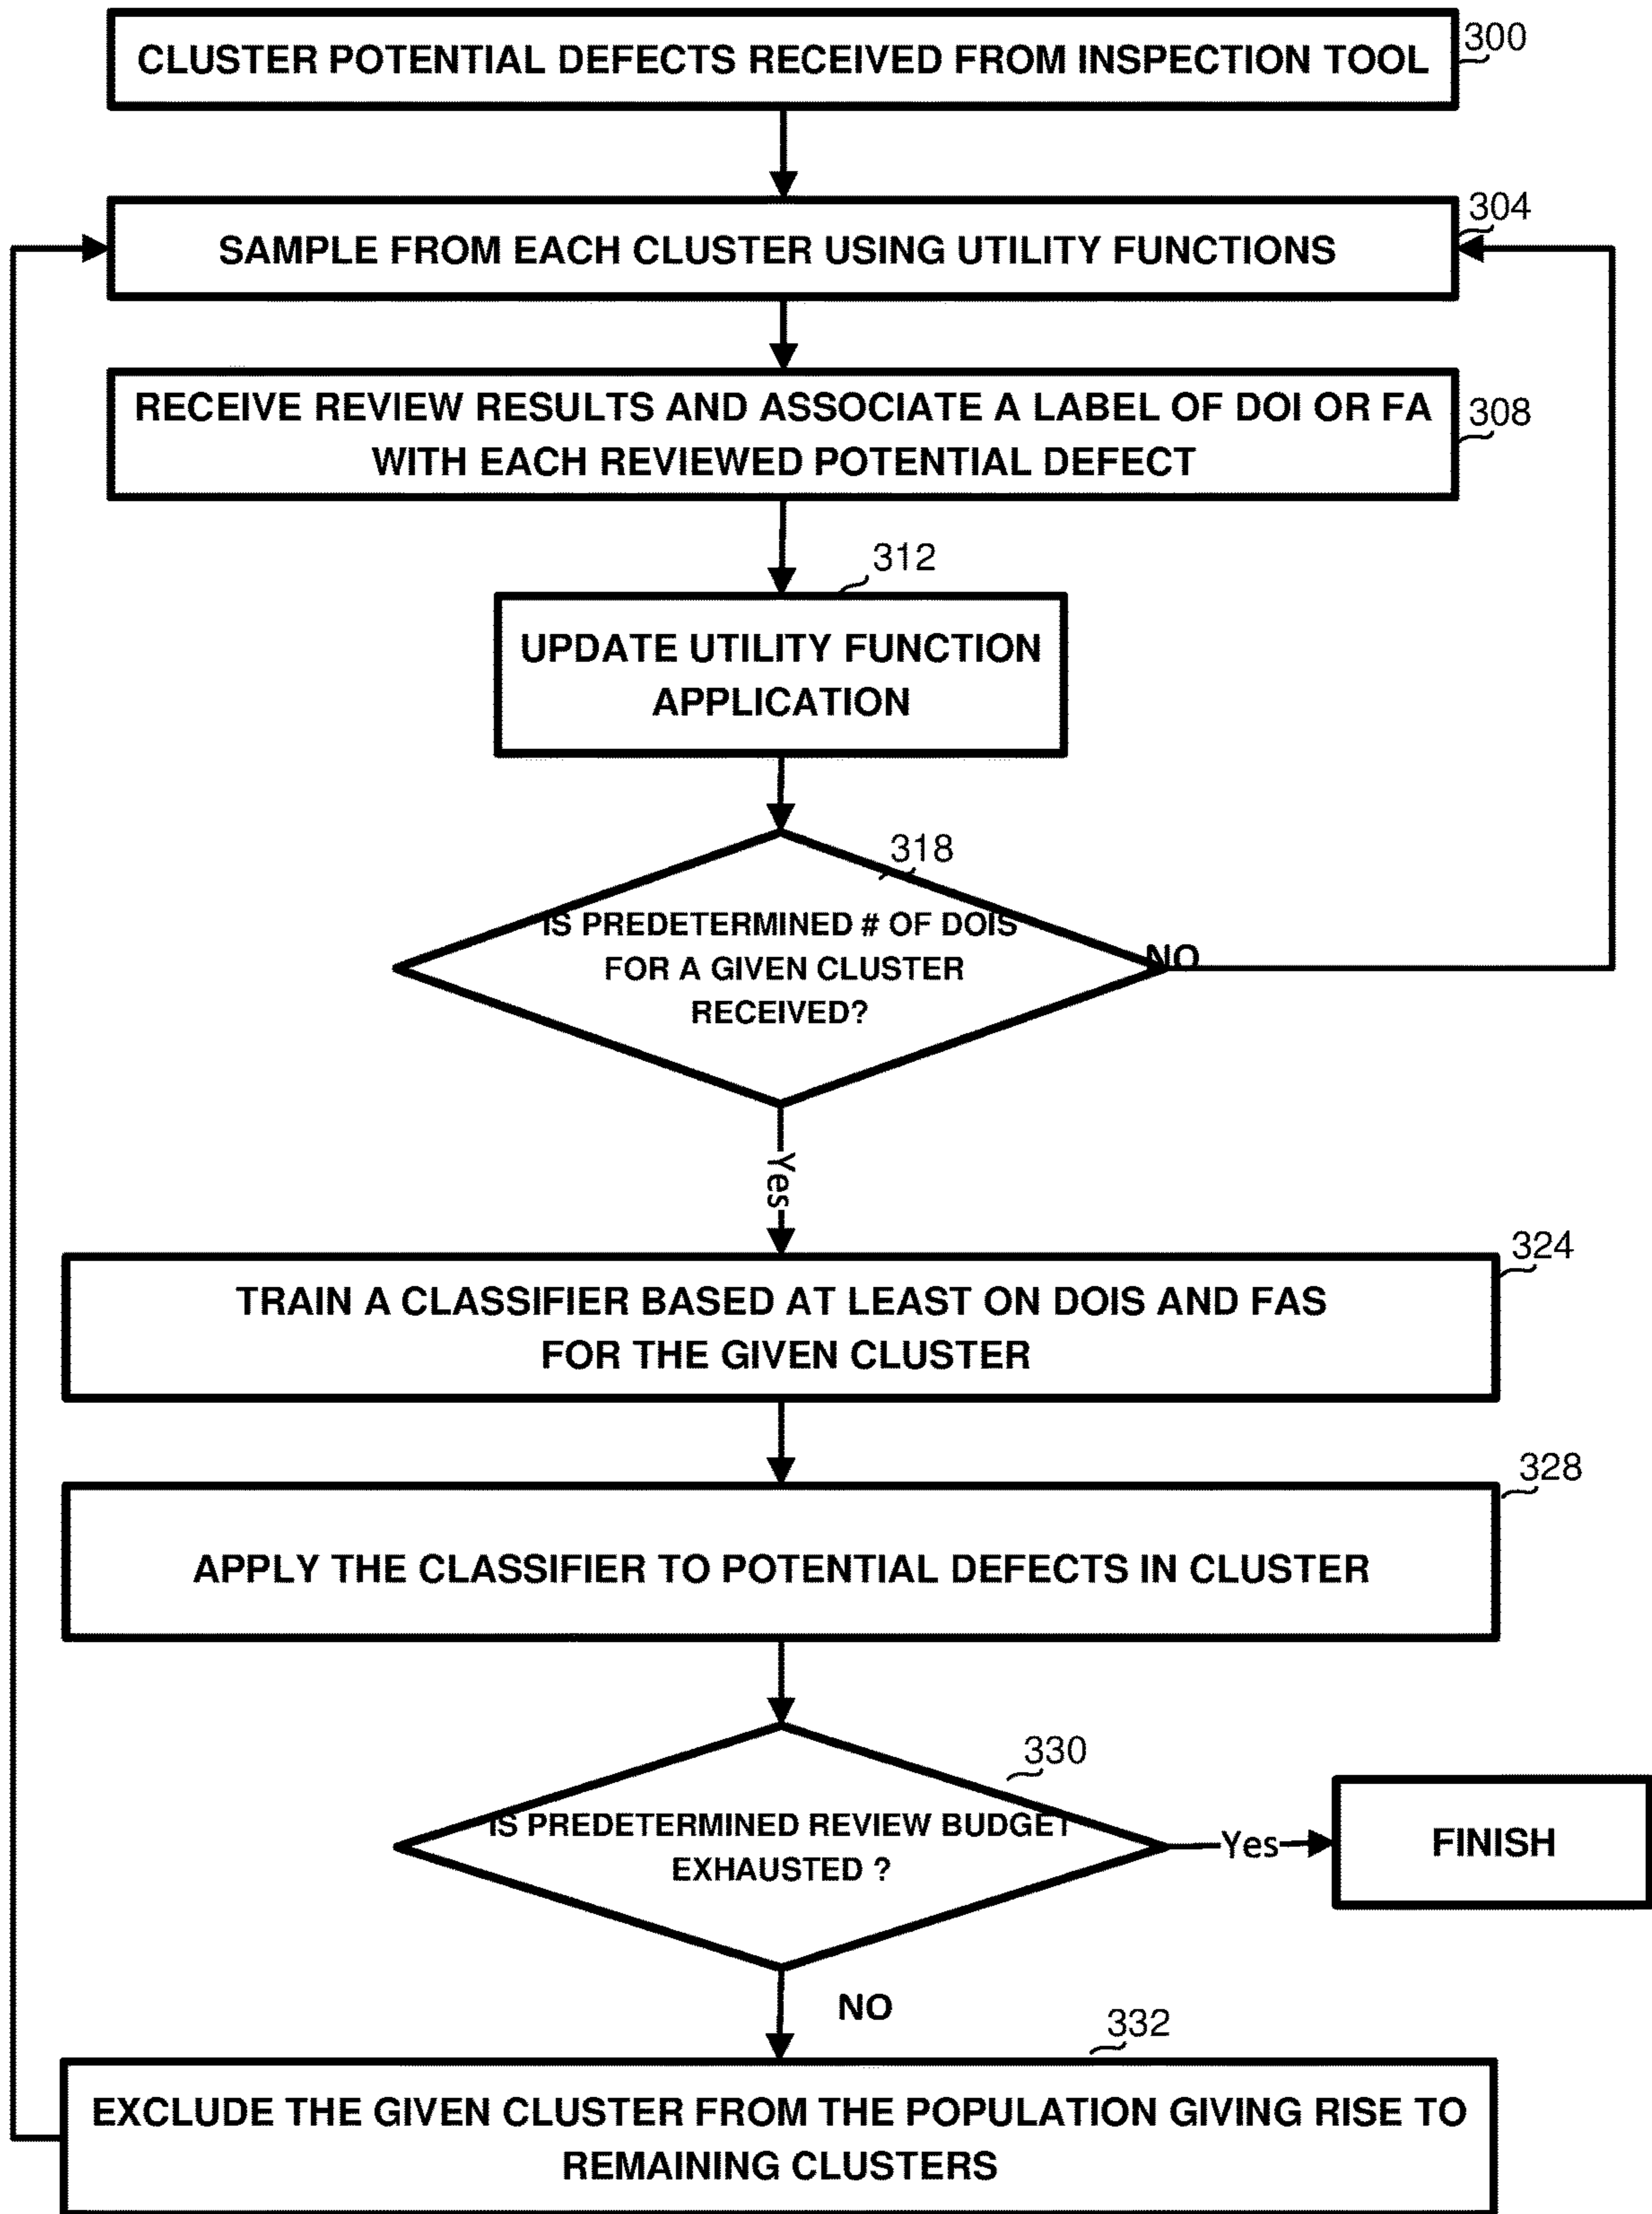 CLUSTER POTENTIAL DEFECTS RECEIVED FROM INSPECTION TOOL
300
304
SAMPLE FROM EACH CLUSTER USING UTILITY FUNCTIONS
RECEIVE REVIEW RESULTS AND ASSOCIATE A LABEL OF DOI OR FA
WITH EACH REVIEWED POTENTIAL DEFECT
308
312
UPDATE UTILITY FUNCTION
APPLICATION
318
IS PREDETERMINED # OF DOIS
FOR A GIVEN CLUSTER
RECEIVED?
NO
Yes
324
TRAIN A CLASSIFIER BASED AT LEAST ON DOIS AND FAS
FOR THE GIVEN CLUSTER
328
APPLY THE CLASSIFIER TO POTENTIAL DEFECTS IN CLUSTER
330
IS PREDETERMINED REVIEW BUDGET
EXHAUSTED ?
Yes
FINISH
NO
332
EXCLUDE THE GIVEN CLUSTER FROM THE POPULATION GIVING RISE TO
REMAINING CLUSTERS